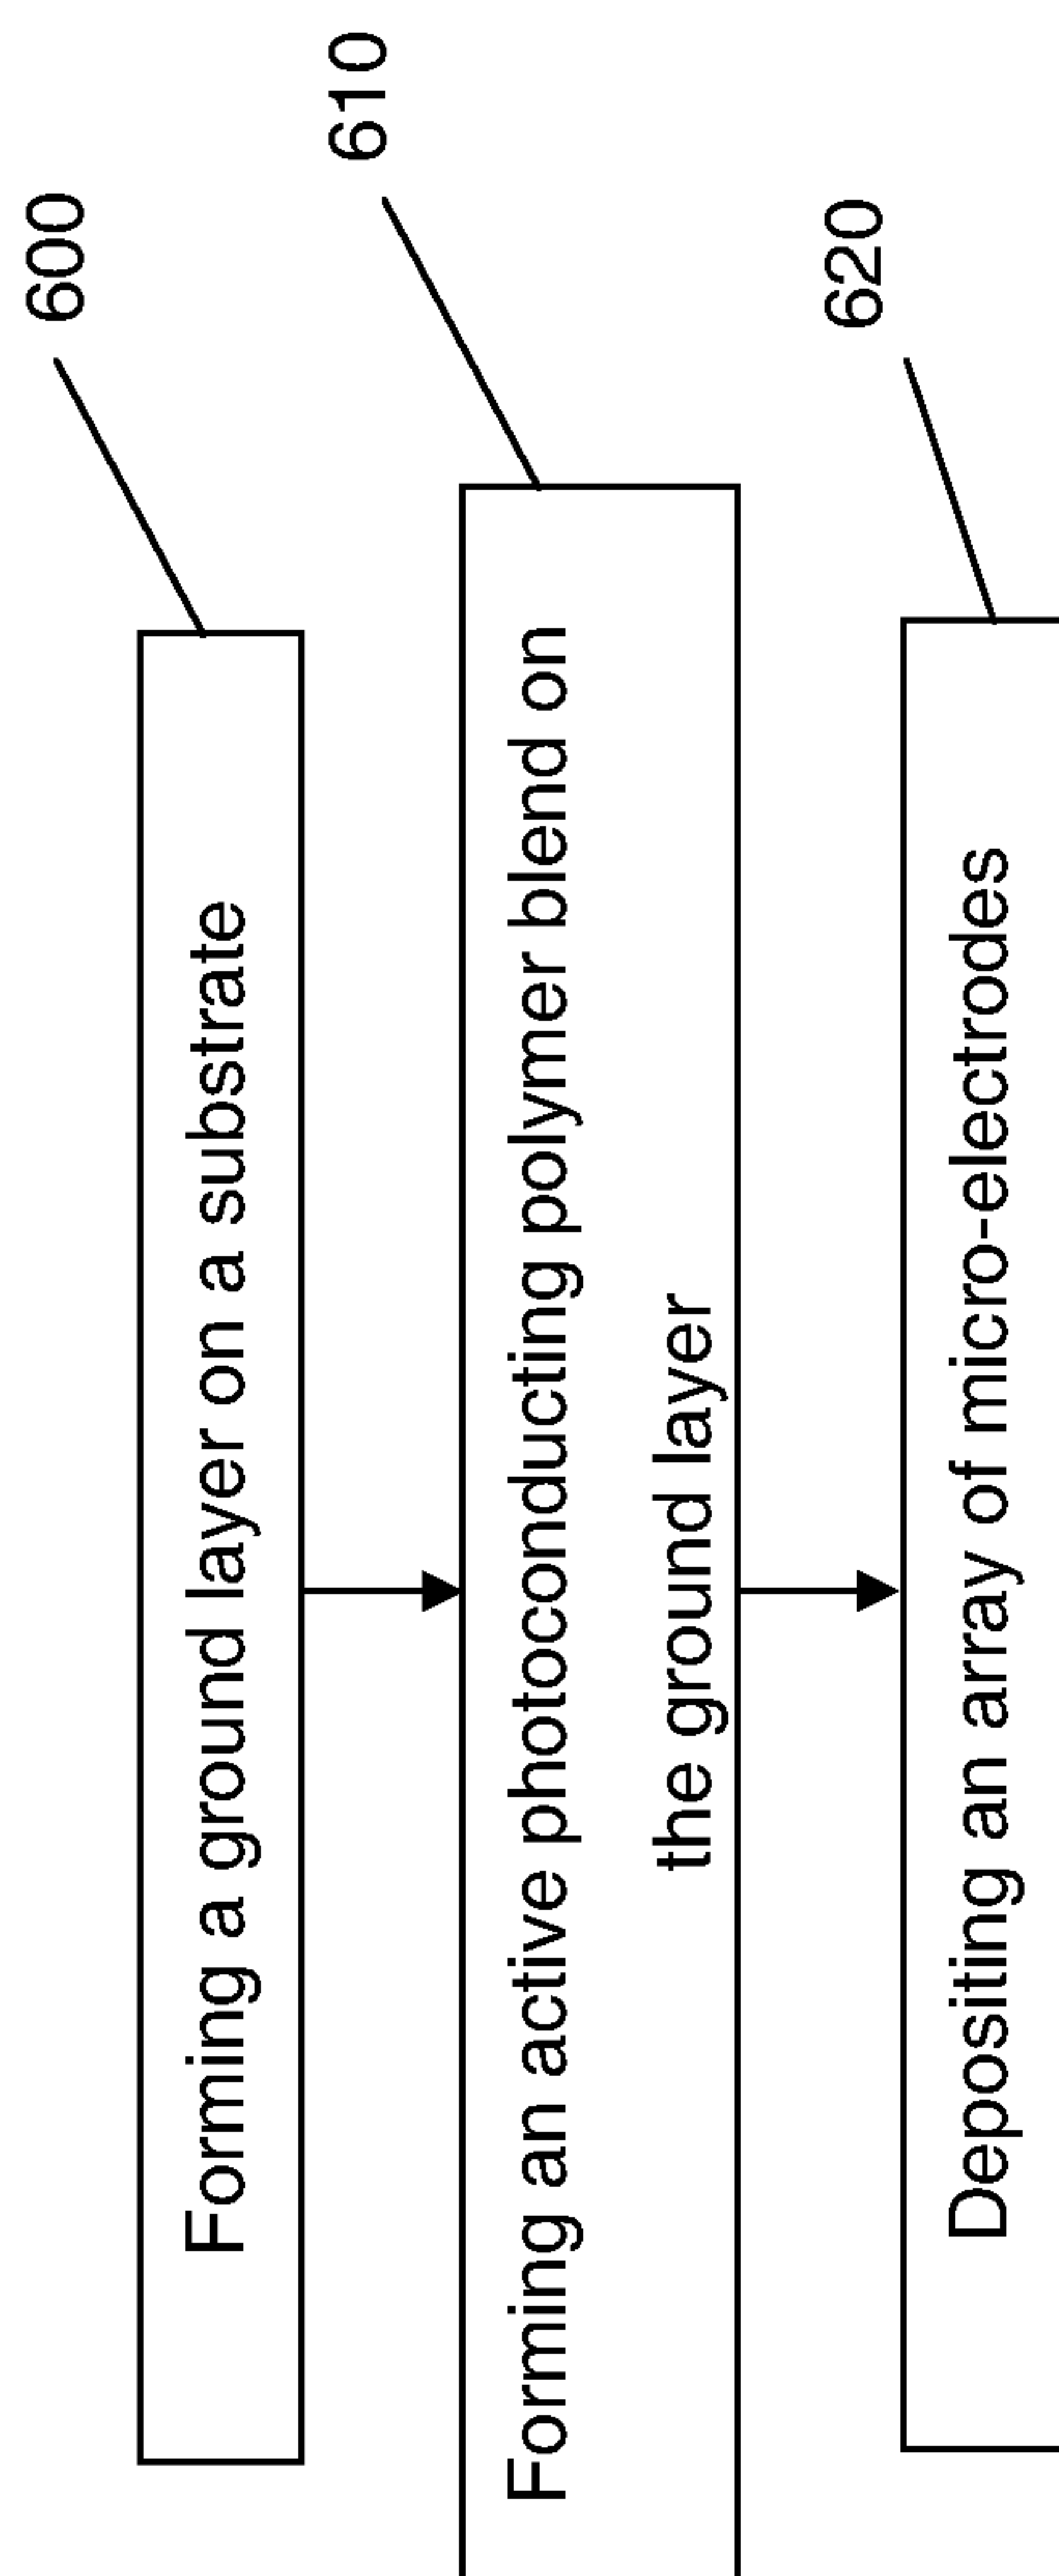 600
Forming a ground layer on a substrate
610
Forming an active photoconducting polymer blend on
the ground layer
620
Depositing an array of micro-electrodes